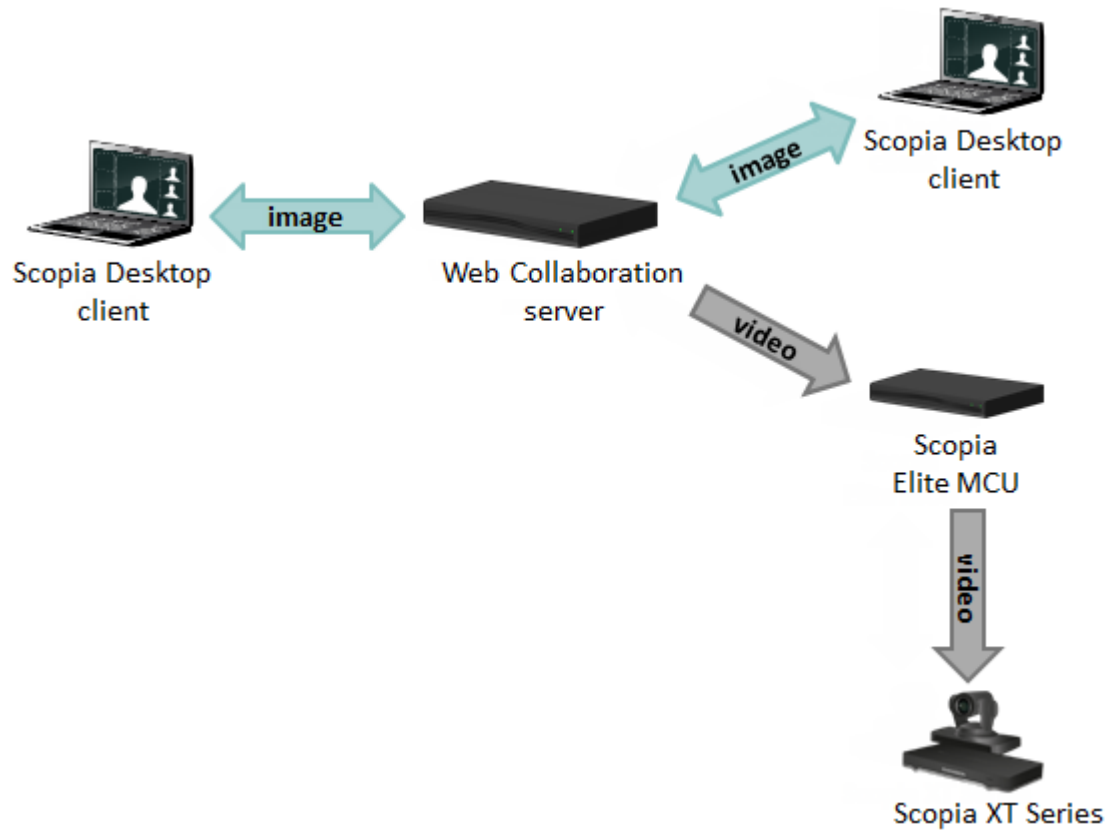 Scopia Desktop
client
image
Scopia Desktop
client
image
Web Collaboration
server
video
Scopia
Elite MCU
video
Scopia XT Series